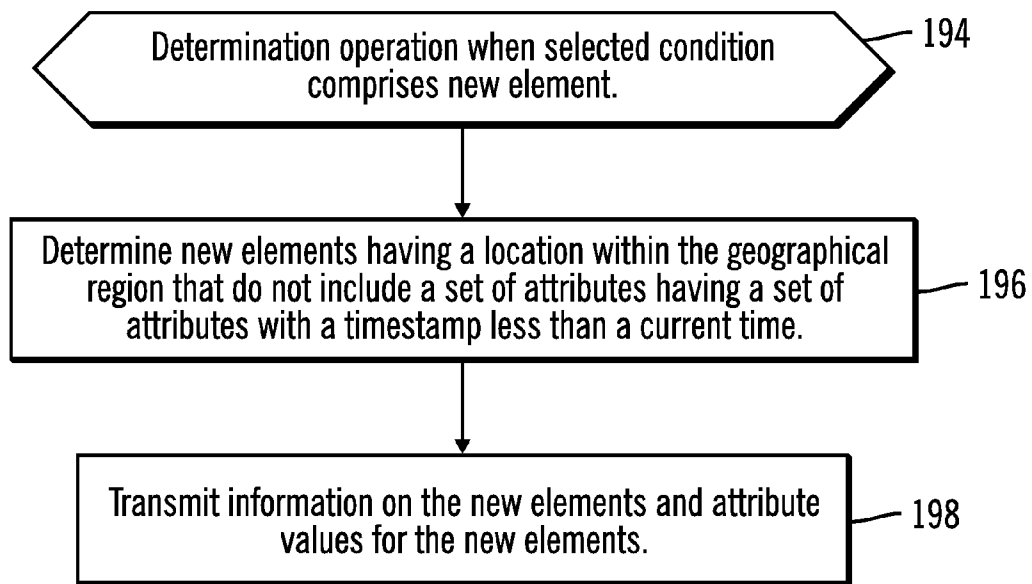 Determination operation when selected condition
comprises new element.
194
Determine new elements having a location within the geographical
region that do not include a set of attributes having a set of
attributes with a timestamp less than a current time.
196
Transmit information on the new elements and attribute
values for the new elements.
198